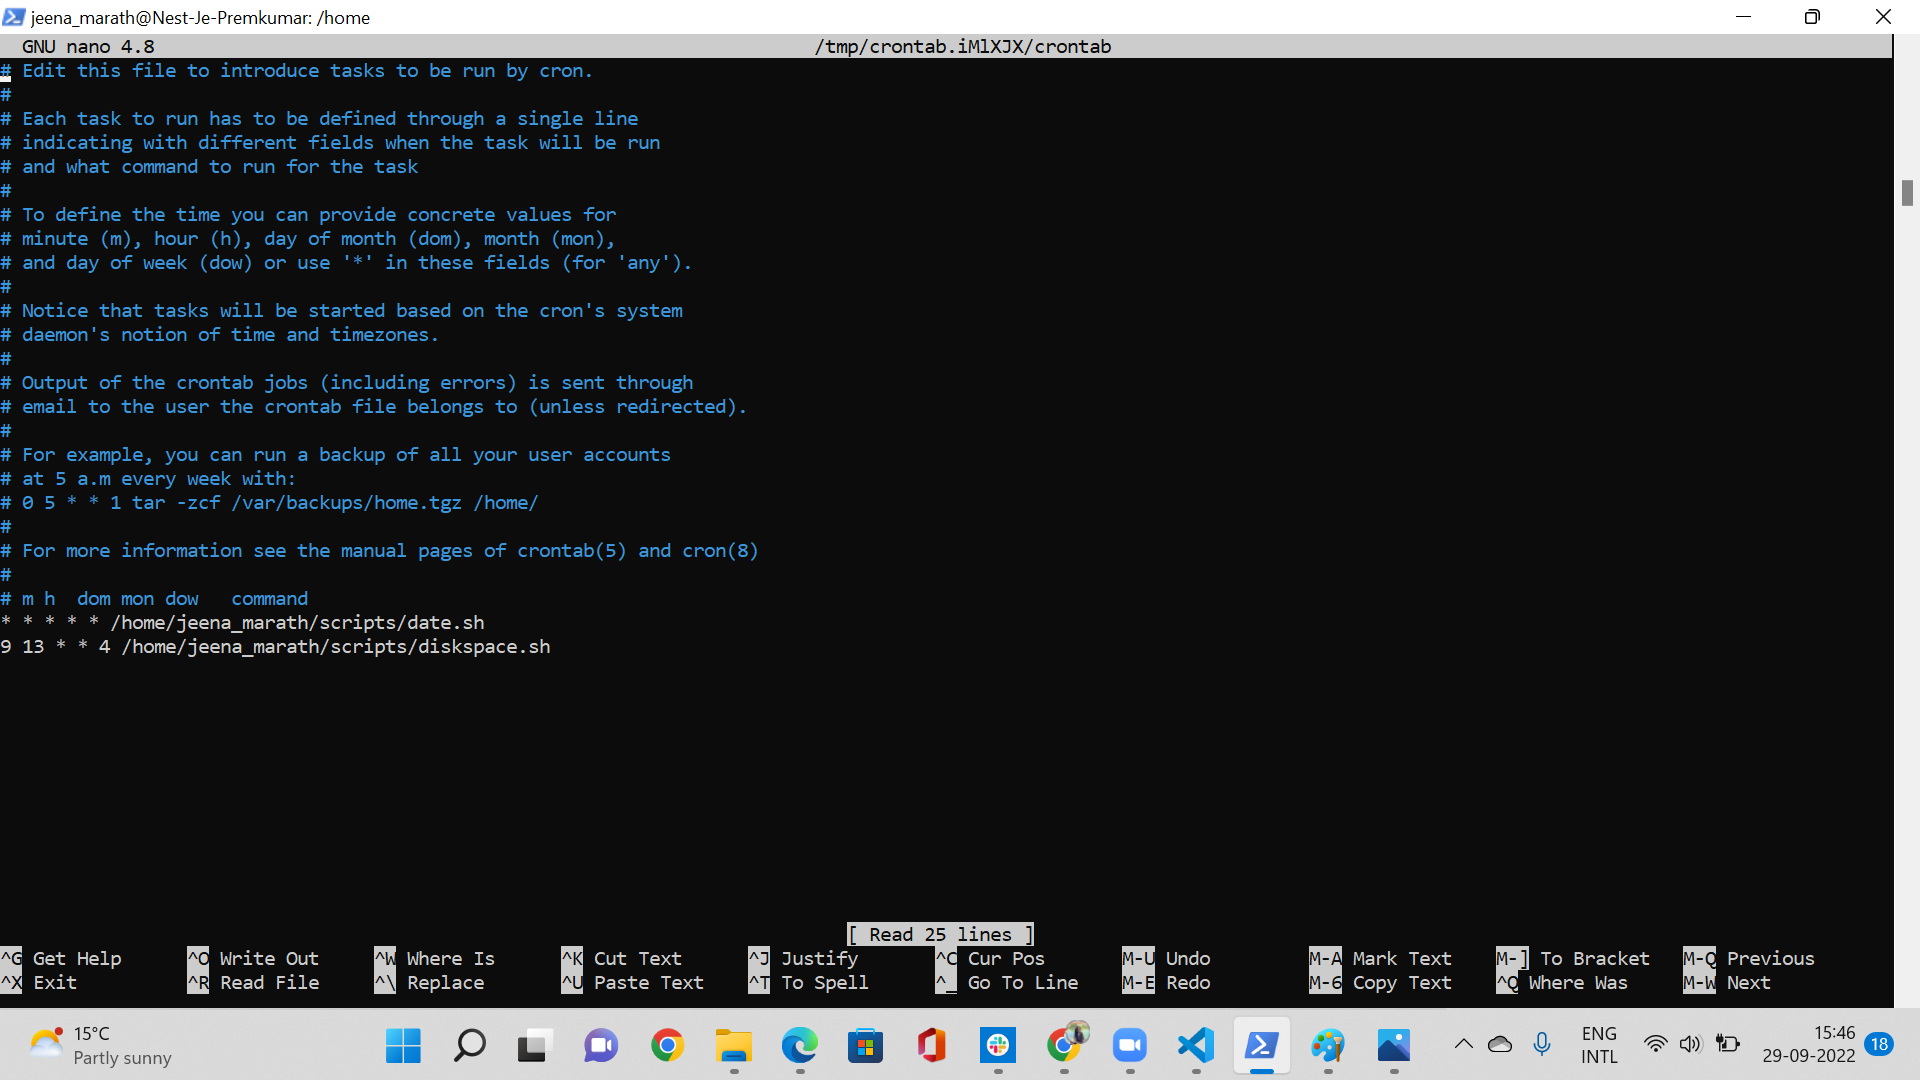 jeena_marath@Nest-Je-Premkumar: /home
GNU nano 4.8 /tmp/crontab.iMlXJX/crontab
# Edit this file to introduce tasks to be run by cron.
#
# Each task to run has to be defined through a single line
# indicating with different fields when the task will be run
# and what command to run for the task
#
# To define the time you can provide concrete values for
# minute (m), hour (h), day of month (dom), month (mon),
# and day of week (dow) or use '*' in these fields (for 'any').
#
# Notice that tasks will be started based on the cron's system
# daemon's notion of time and timezones.
#
# Output of the crontab jobs (including errors) is sent through
# email to the user the crontab file belongs to (unless redirected).
#
# For example, you can run a backup of all your user accounts
# at 5 a.m every week with:
# 0 5 * * 1 tar -zcf /var/backups/home.tgz /home/
#
# For more information see the manual pages of crontab(5) and cron(8)
#
# m h  dom mon dow   command
* * * * * /home/jeena_marath/scripts/date.sh
9 13 * * 4 /home/jeena_marath/scripts/diskspace.sh
[ Read 25 lines ]
^G Get Help ^O Write Out ^W Where Is ^K Cut Text ^J Justify ^C Cur Pos M-U Undo M-A Mark Text M-] To Bracket M-Q Previous
^X Exit ^R Read File ^\ Replace ^U Paste Text ^T To Spell ^_ Go To Line M-E Redo M-6 Copy Text ^Q Where Was M-W Next
15°C
Partly sunny
ENG
INTL
15:46
29-09-2022
18